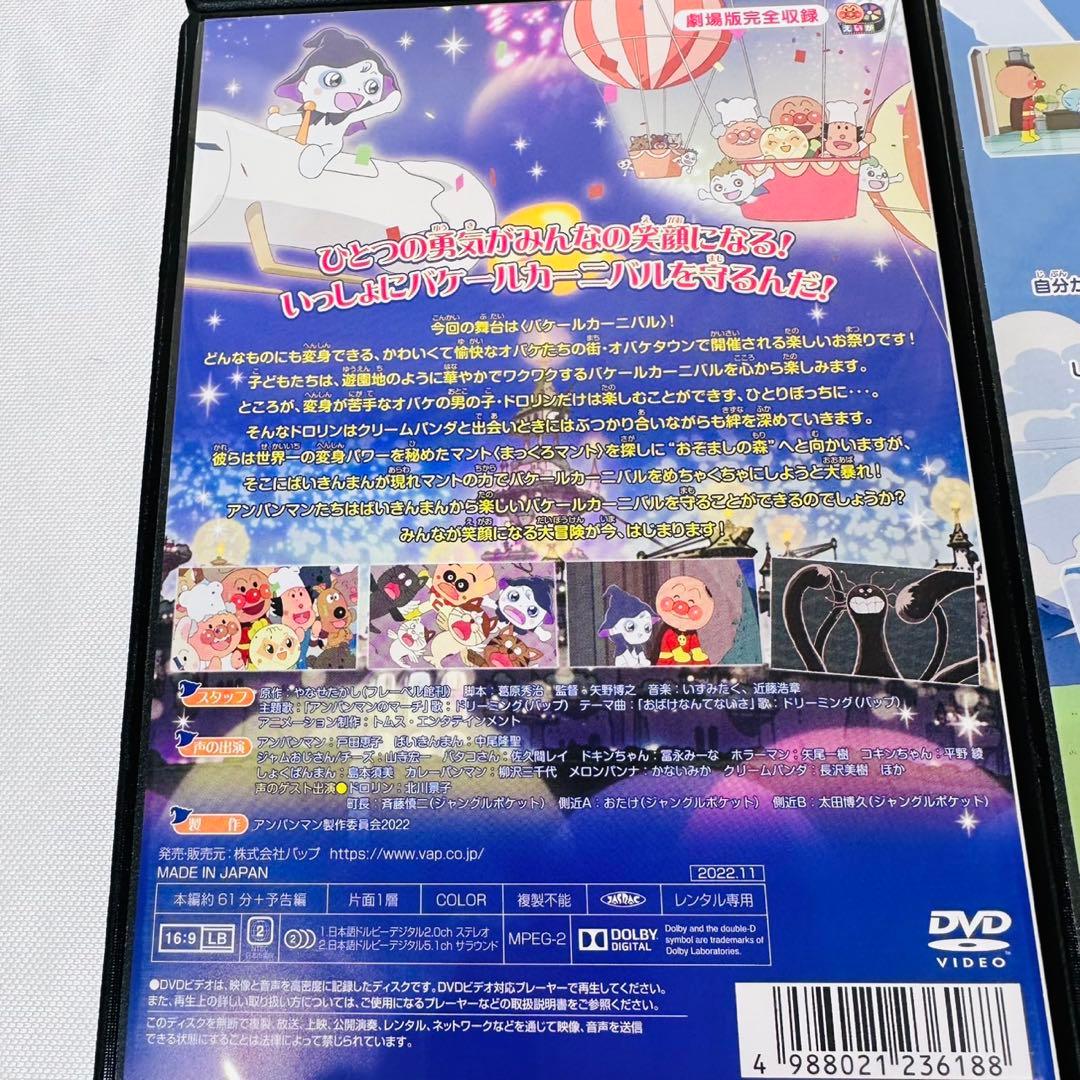 劇場版完全収録
えいが
ひとつの勇気がみんなの笑顔になる!
いっしょにバケールカーニバルを守るんだ!
今回の舞台は〈バケールカーニバル〉!
どんなものにも変身できる、かわいくて愉快なオバケたちの街・オバケタウンで開催される楽しいお祭りです!
子どもたちは、遊園地のように華やかでワクワクするバケールカーニバルを心から楽しみます。
ところが、変身が苦手なオバケの男の子・ドロリンだけは楽しむことができず、ひとりぼっちに・・・。
そんなドロリンはクリームパンダと出会いときにはぶつかり合いながらも絆を深めていきます。
彼らは世界一の変身パワーを秘めたマント〈まっくろマント〉を探しに“おぞましの森”へと向かいますが、
そこにばいきんまんが現れマントの力でバケールカーニバルをめちゃくちゃにしようと大暴れ!
アンパンマンたちはばいきんまんから楽しいバケールカーニバルを守ることができるのでしょうか?
みんなが笑顔になる大冒険が今、はじまります!
スタッフ 原作:やなせたかし(フレーベル館刊) 脚本:葛原秀治 監督:矢野博之 音楽:いずみたく、近藤浩章
主題歌:「アンパンマンのマーチ」歌:ドリーミング(バップ) テーマ曲:「おばけなんてないさ」歌:ドリーミング(バップ)
アニメーション制作:トムス・エンタテインメント
声の出演 アンパンマン:戸田恵子 ばいきんまん:中尾隆聖
ジャムおじさん/チーズ:山寺宏一 バタコさん:佐久間レイ ドキンちゃん:冨永みーな ホラーマン:矢尾一樹 コキンちゃん:平野 綾
しょくぱんまん:島本須美 カレーパンマン:柳沢三千代 メロンパンナ:かないみか クリームパンダ:長沢美樹 ほか
声のゲスト出演●ドロリン:北川景子
町長:斉藤慎二(ジャングルポケット) 側近A:おたけ(ジャングルポケット) 側近B:太田博久(ジャングルポケット)
製作 アンパンマン製作委員会2022
発売・販売元:株式会社バップ https://www.vap.co.jp/
MADE IN JAPAN
2022.11
本編約61分+予告編 片面1層 COLOR 複製不能 JASRAC レンタル専用
16:9 LB 2 NTSC 日本市場向
2 1.日本語ドルビーデジタル2.0ch ステレオ
2.日本語ドルビーデジタル5.1ch サラウンド
MPEG-2 DOLBY DIGITAL
Dolby and the double-D
symbol are trademarks of
Dolby Laboratories.
DVD
VIDEO
●DVDビデオは、映像と音声を高密度に記録したディスクです。DVDビデオ対応プレーヤーで再生してください。
また、再生上の詳しい取り扱い方については、ご使用になるプレーヤーなどの取扱説明書をご参照ください。
このディスクを無断で複製、放送、上映、公開演奏、レンタル、ネットワークなどを通じて映像、音声を送信
できる状態にすることは法律によって禁じられています。
4 988021 236188
自分が